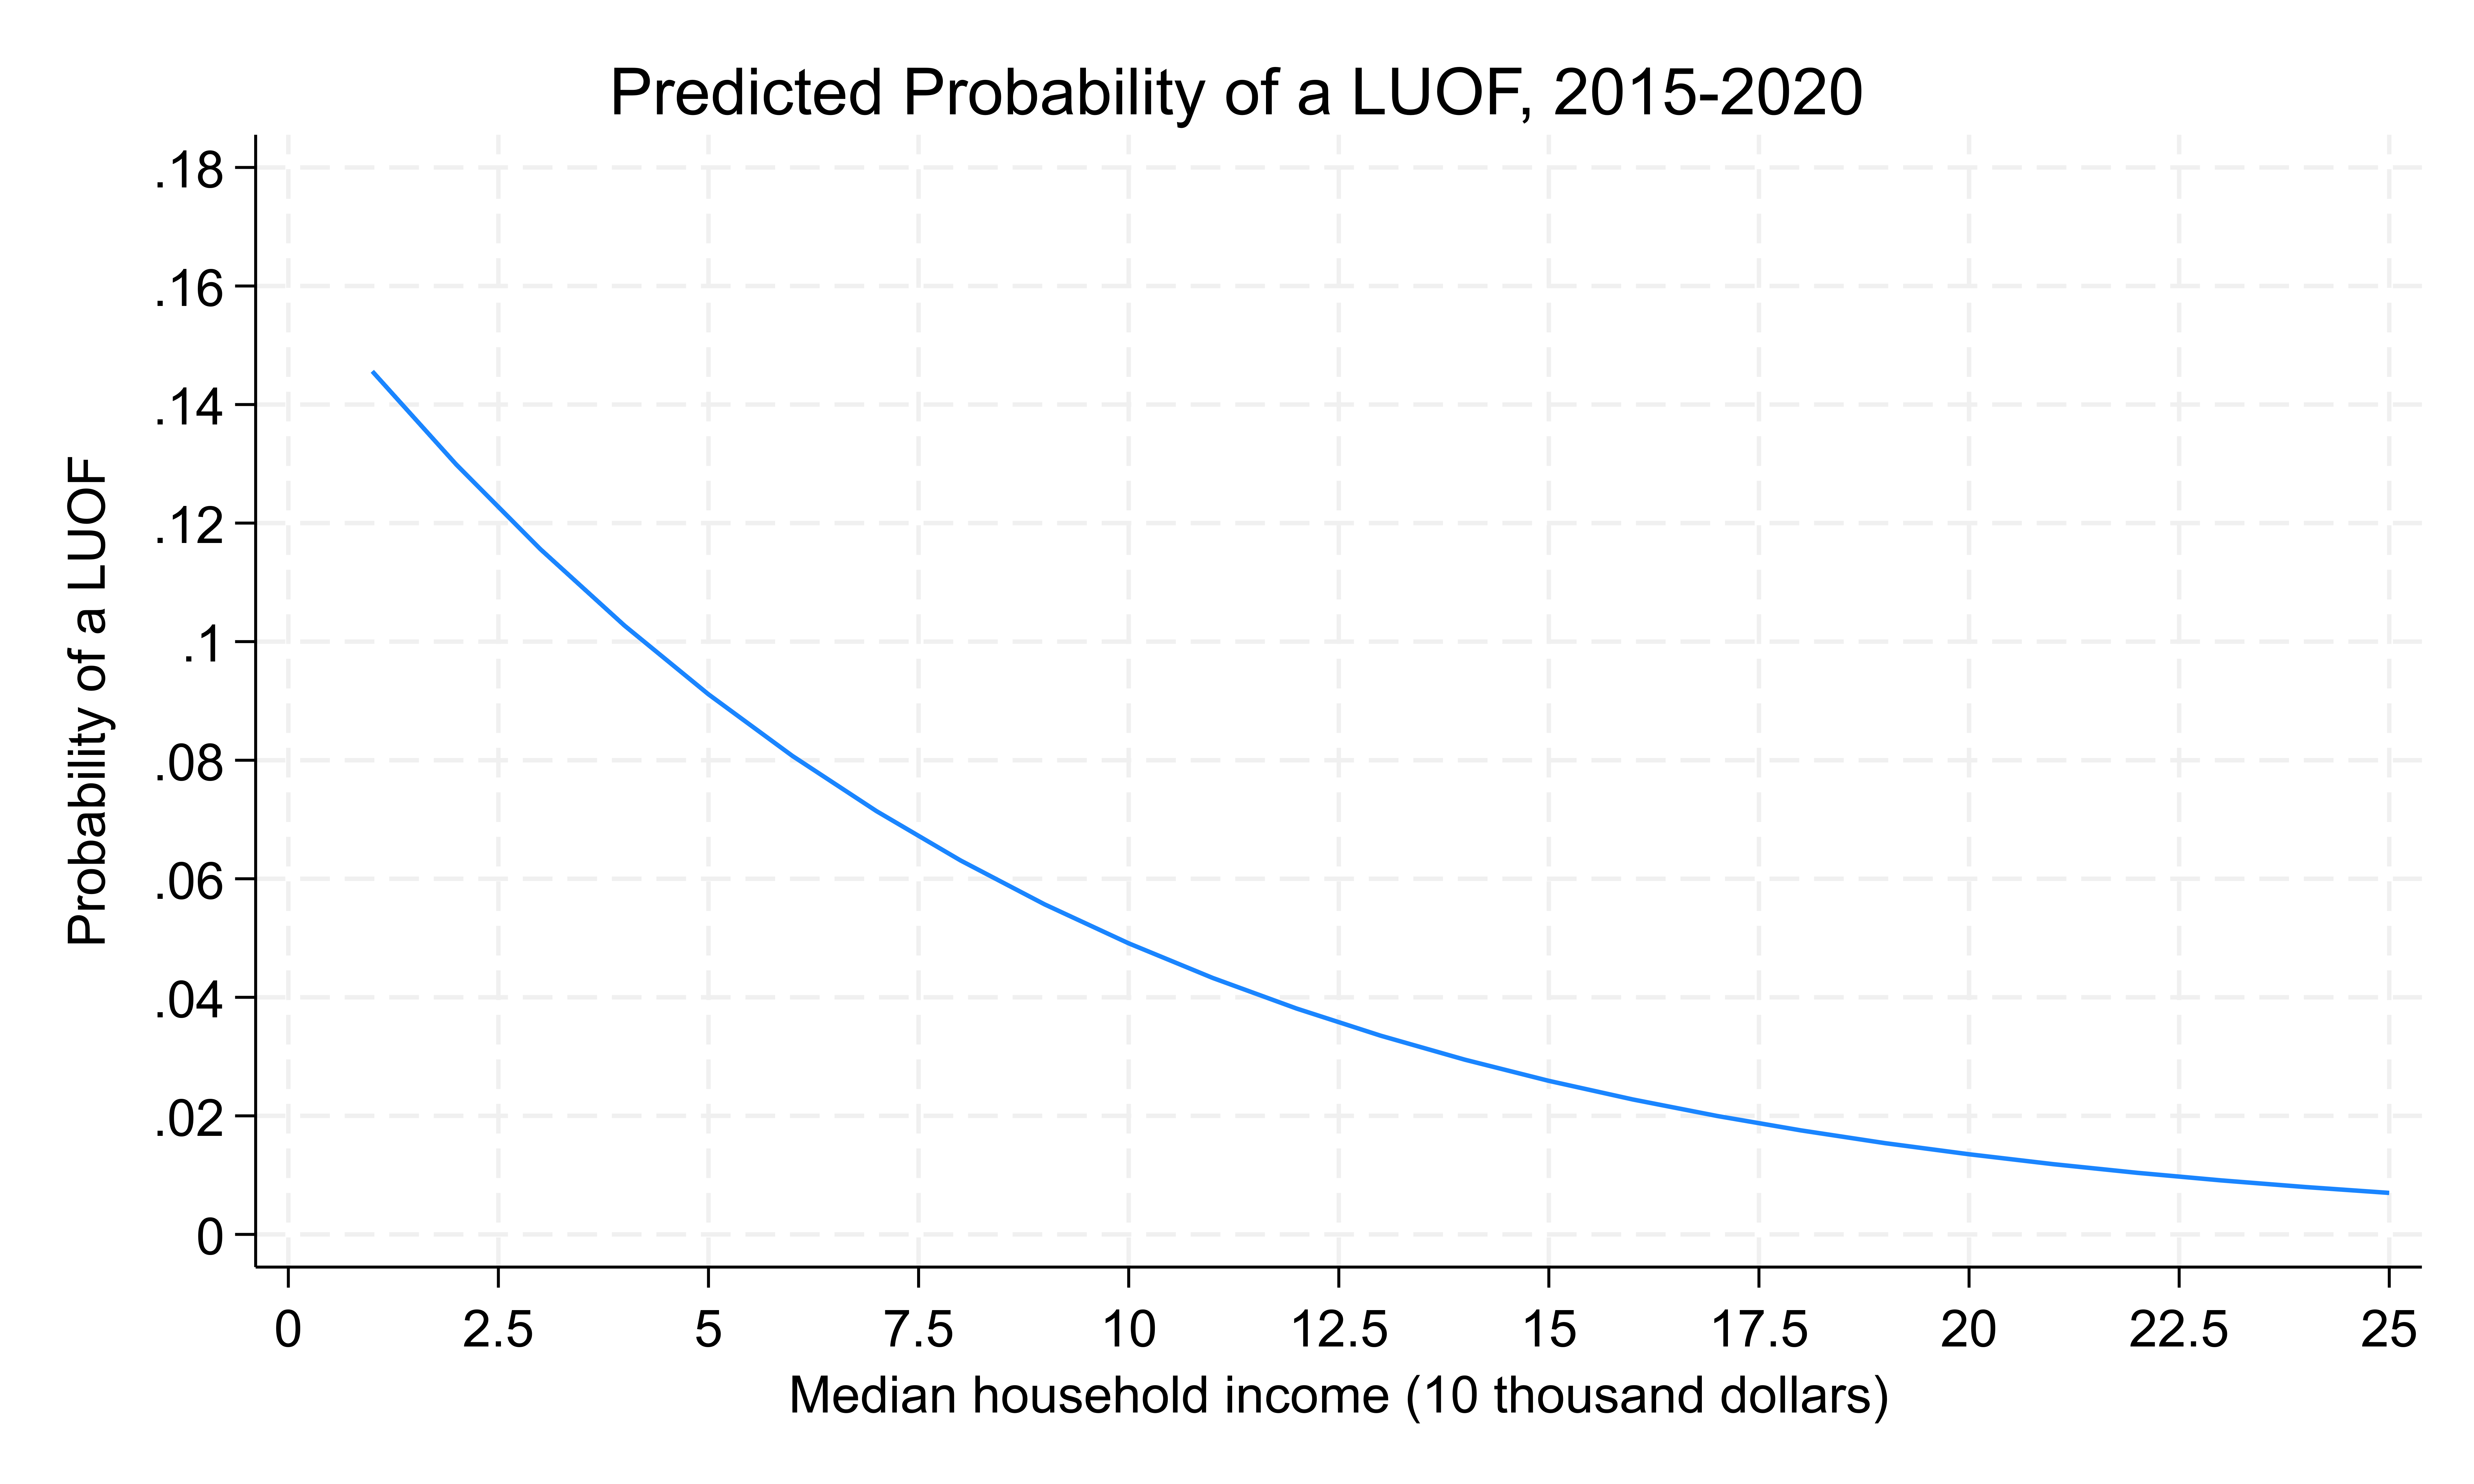 Predicted Probability of a LUOF, 2015-2020
Probability of a LUOF
.18
.16
.14
.12
.1
.08
.06
.04
.02
0
0 2.5 5 7.5 10 12.5 15 17.5 20 22.5 25
Median household income (10 thousand dollars)